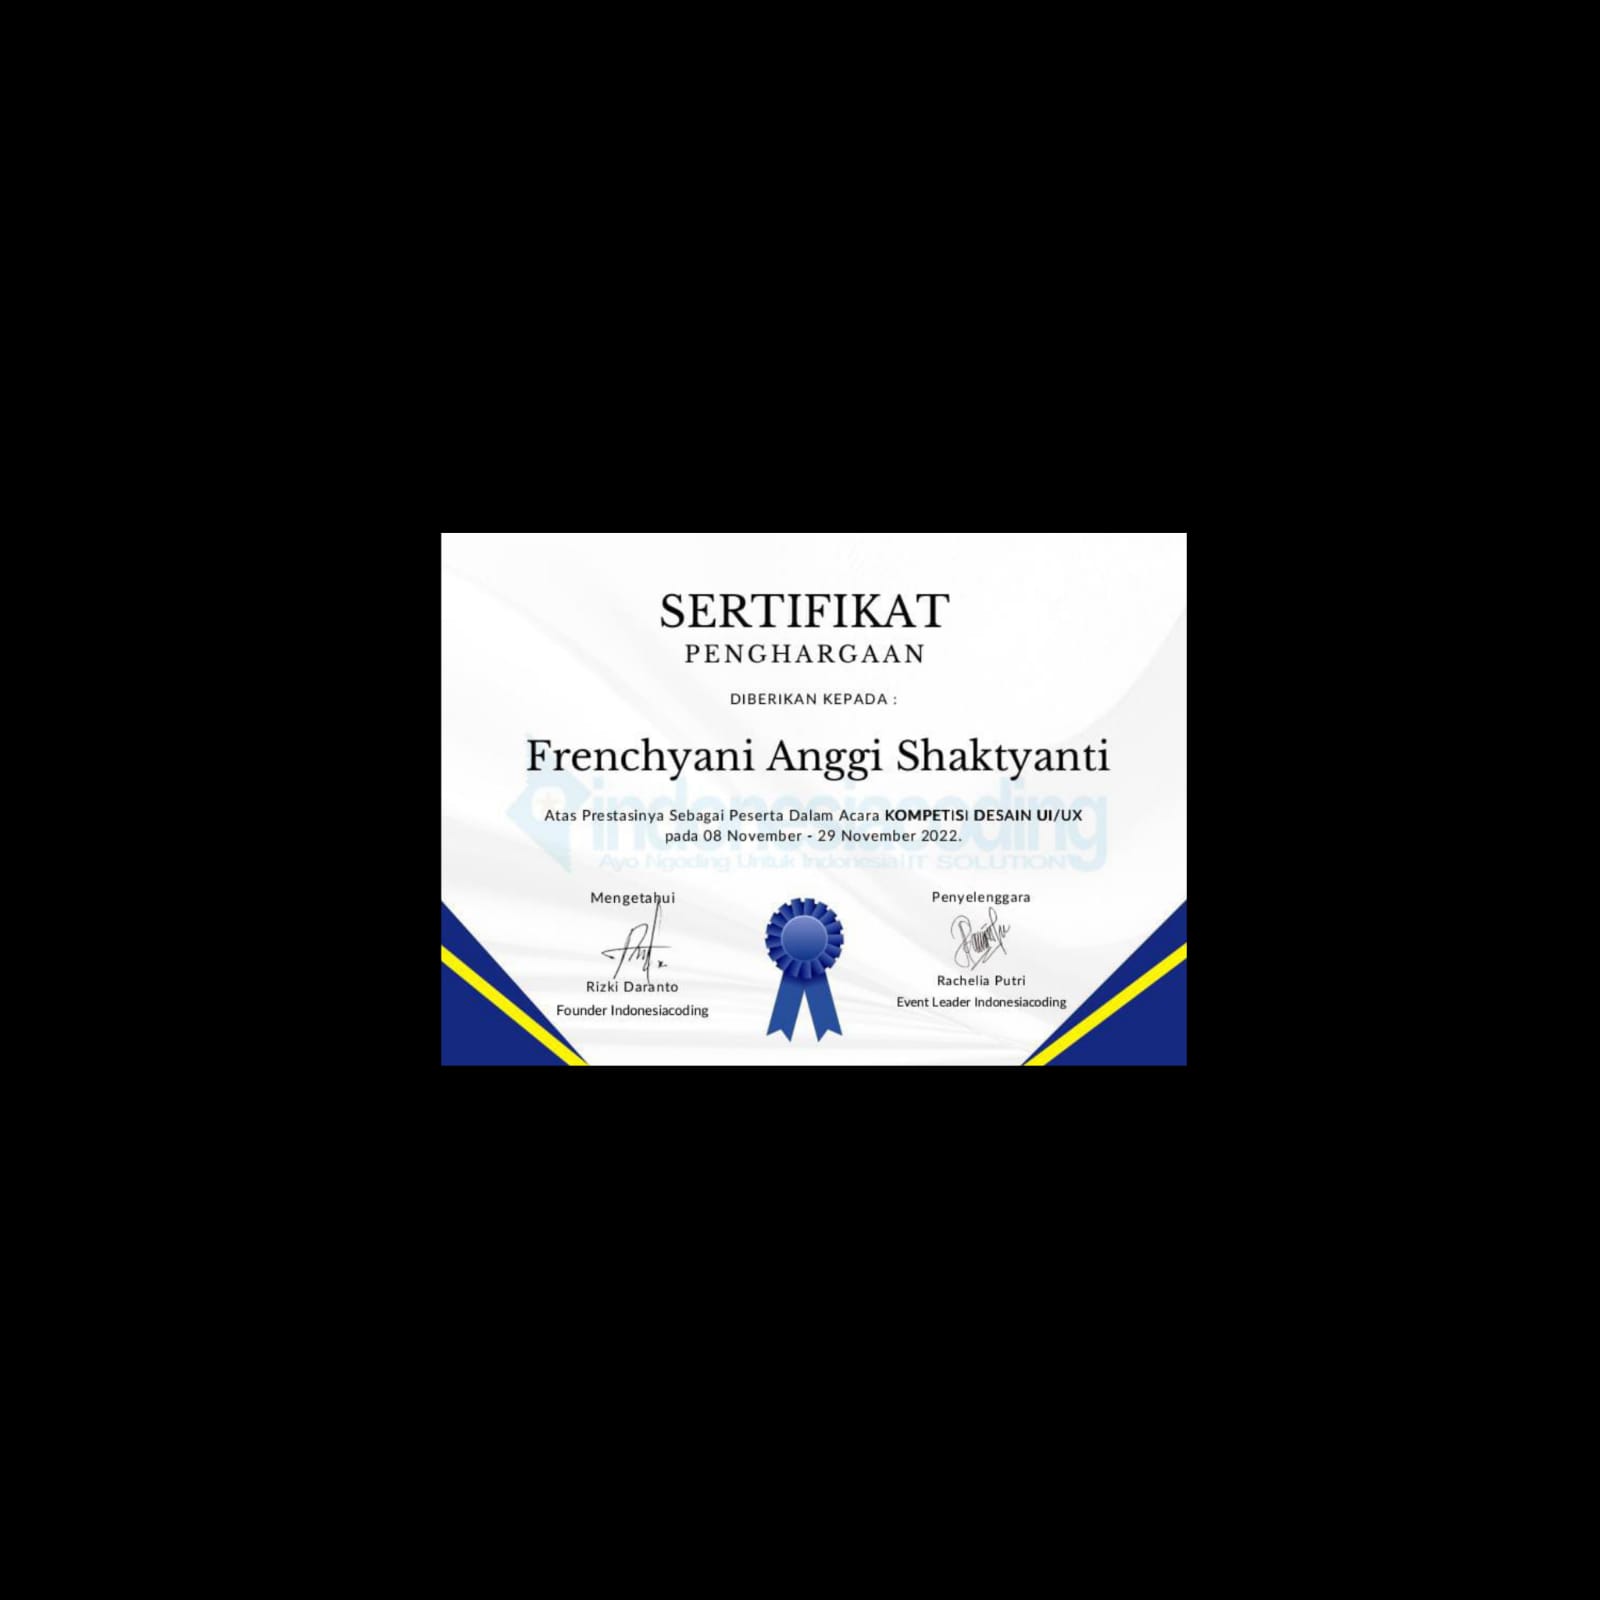 SERTIFIKAT
PENGHARGAAN
DIBERIKAN KEPADA :
Frenchyani Anggi Shaktyanti
indonesiacoding
Atas Prestasinya Sebagai Peserta Dalam Acara KOMPETISI DESAIN UI/UX
pada 08 November - 29 November 2022.
Ayo Ngoding Untuk Indonesia|IT SOLUTION
Mengetahui
Rizki Daranto
Founder Indonesiacoding
Penyelenggara
Rachelia Putri
Event Leader Indonesiacoding